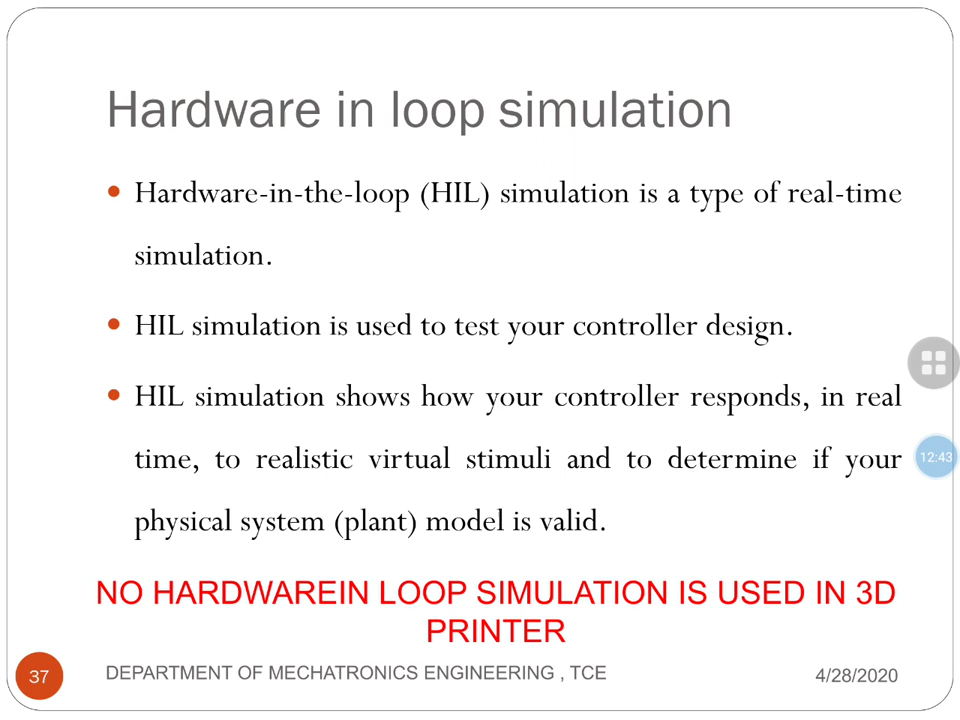 Hardware in loop simulation
Hardware-in-the-loop (HIL) simulation is a type of real-time
simulation.
HIL simulation is used to test your controller design.
HIL simulation shows how your controller responds, in real
time, to realistic virtual stimuli and to determine if your
physical system (plant) model is valid.
NO HARDWAREIN LOOP SIMULATION IS USED IN 3D
PRINTER
37
DEPARTMENT OF MECHATRONICS ENGINEERING , TCE
4/28/2020
12:43